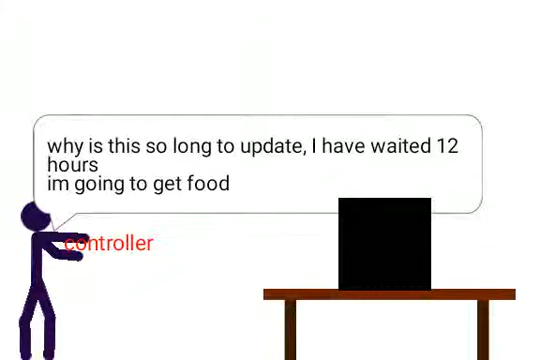 why is this so long to update, I have waited 12
hours
im going to get food
controller